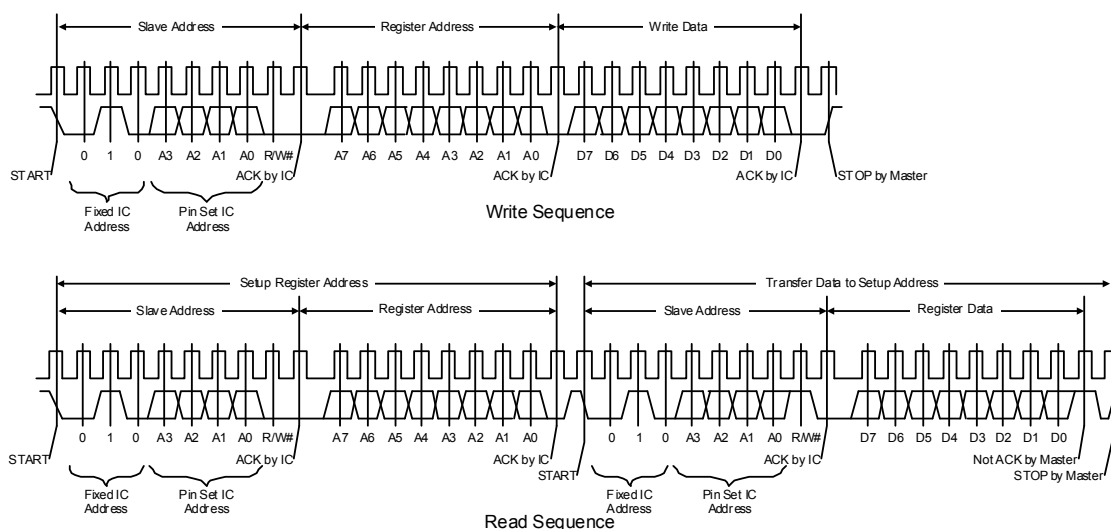 Slave Address Register Address Write Data
0 1 0 A3 A2 A1 A0 R/W# A7 A6 A5 A4 A3 A2 A1 A0 D7 D6 D5 D4 D3 D2 D1 D0
START ACK by IC ACK by IC ACK by IC STOP by Master
Fixed IC Pin Set IC
Address Address
Write Sequence
Setup Register Address Transfer Data to Setup Address
Slave Address Register Address Slave Address Register Data
0 1 0 A3 A2 A1 A0 R/W# A7 A6 A5 A4 A3 A2 A1 A0 0 1 0 A3 A2 A1 A0 R/W# D7 D6 D5 D4 D3 D2 D1 D0
START ACK by IC ACK by IC ACK by IC Not ACK by Master
START STOP by Master
Fixed IC Pin Set IC Fixed IC Pin Set IC
Address Address Address Address
Read Sequence